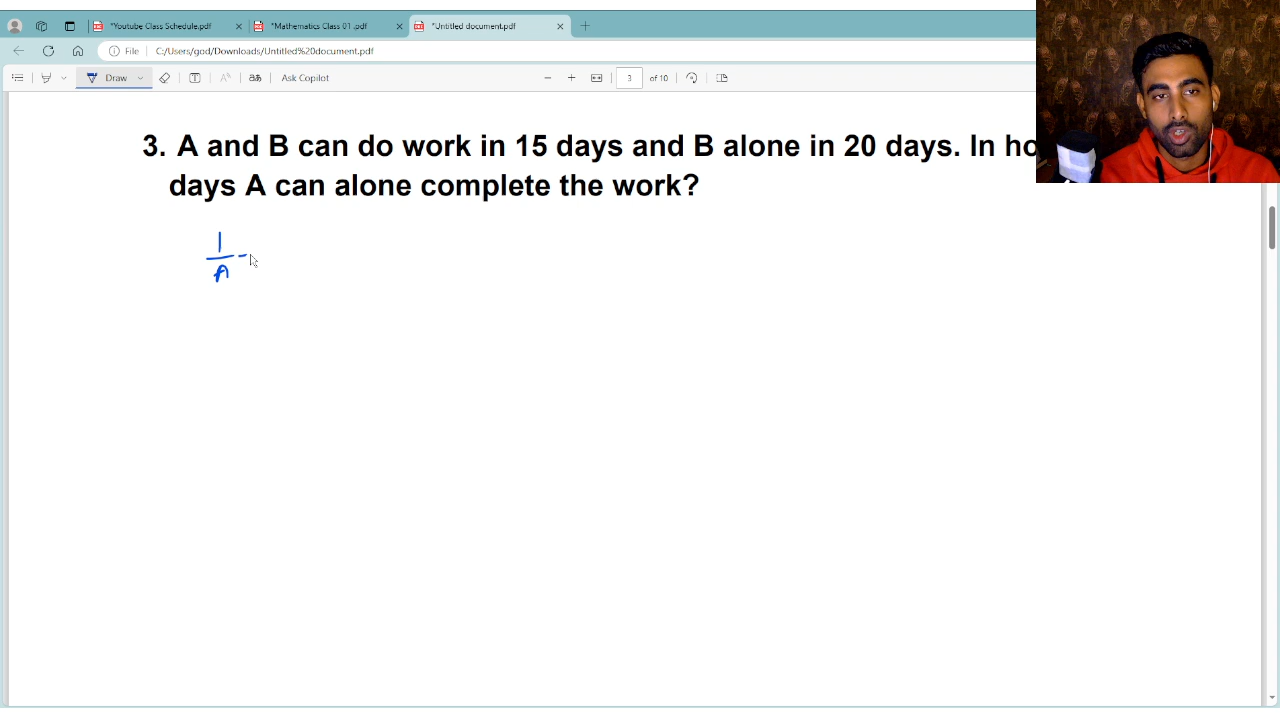 *Youtube Class Schedule.pdf
*Mathematics Class 01 .pdf
*Untitled document.pdf
File
C:/Users/god/Downloads/Untitled%20document.pdf
Draw
Ask Copilot
3
of 10
3. A and B can do work in 15 days and B alone in 20 days. In ho
days A can alone complete the work?
1
A
-